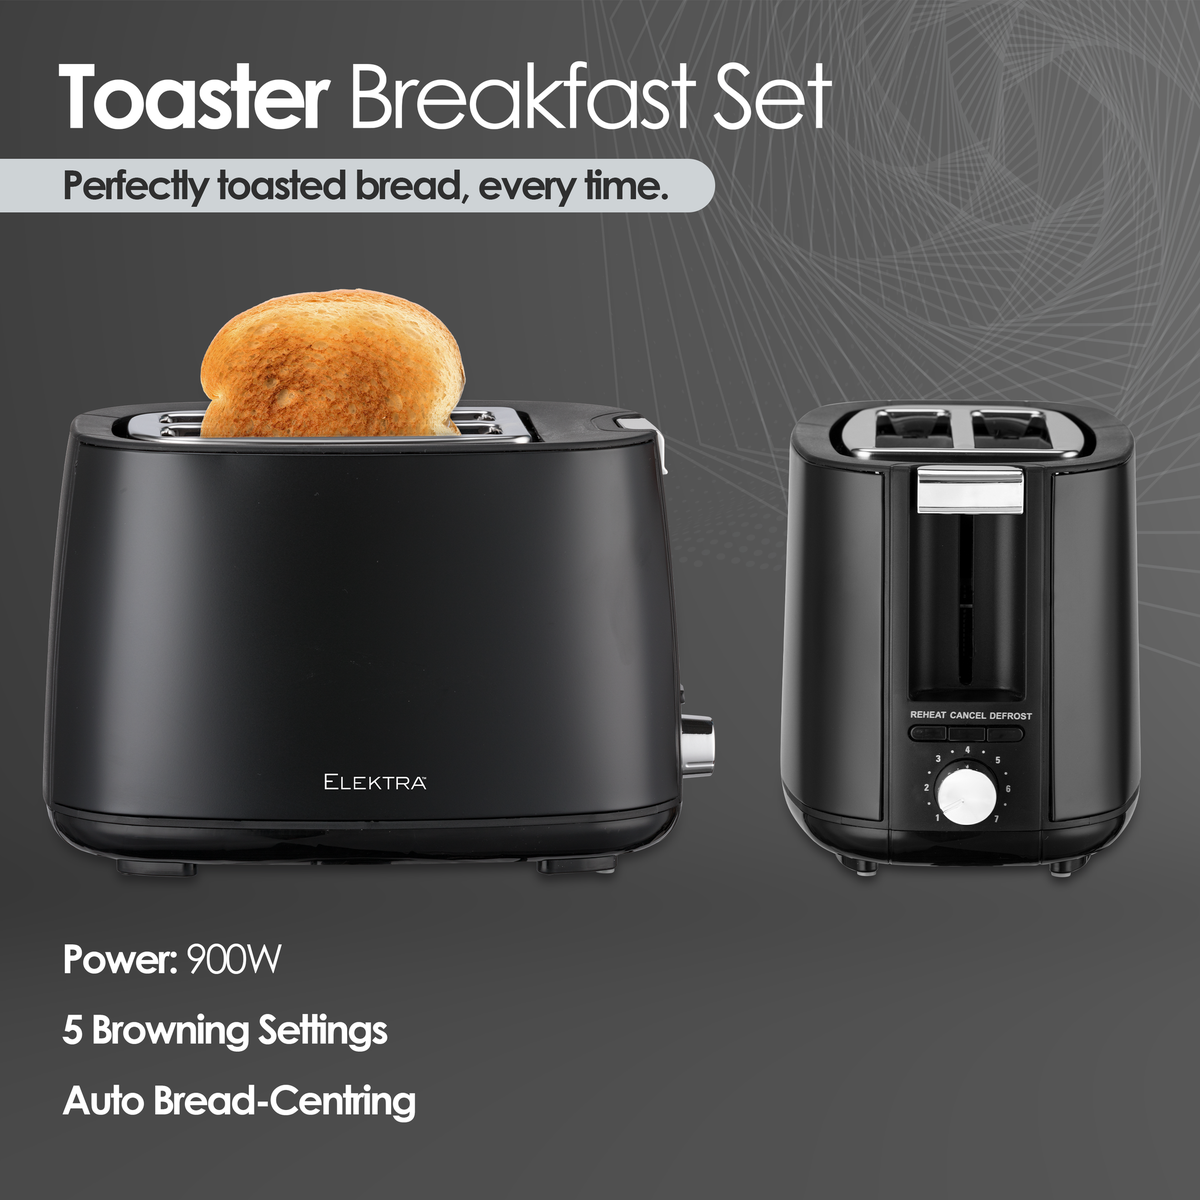 Toaster Breakfast Set
Perfectly toasted bread, every time.
ELEKTRA™
REHEAT CANCEL DEFROST
1 2 3 4 5 6 7
Power: 900W
5 Browning Settings
Auto Bread-Centring